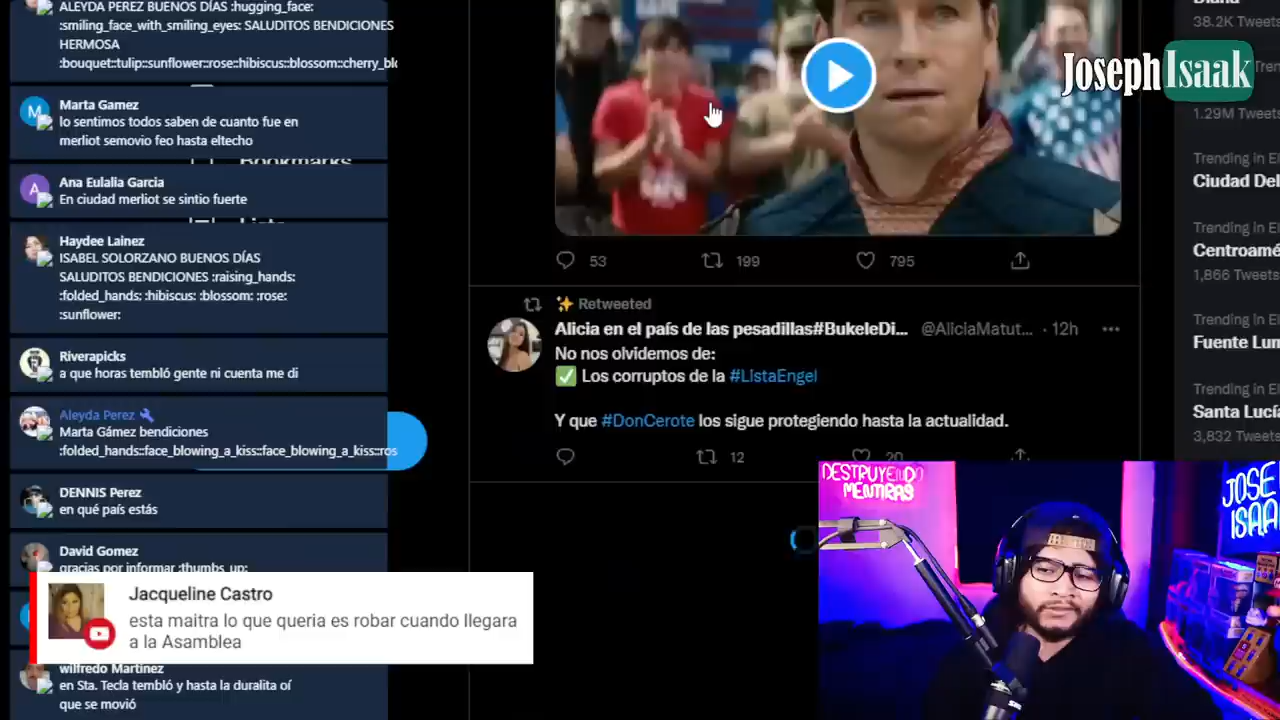 ALEYDA PEREZ BUENOS DÍAS :hugging_face:
:smiling_face_with_smiling_eyes: SALUDITOS BENDICIONES
HERMOSA
:bouquet::tulip::sunflower::rose::hibiscus::blossom::cherry_blo
Marta Gamez
lo sentimos todos saben de cuanto fue en
merliot semovio feo hasta eltecho
Bookmarks
Ana Eulalia Garcia
En ciudad merliot se sintio fuerte
Lists
Haydee Lainez
ISABEL SOLORZANO BUENOS DÍAS
SALUDITOS BENDICIONES :raising_hands:
:folded_hands: :hibiscus: :blossom: :rose:
:sunflower:
Riverapicks
a que horas tembló gente ni cuenta me di
Aleyda Perez
Marta Gámez bendiciones
:folded_hands::face_blowing_a_kiss::face_blowing_a_kiss::ros
DENNIS Perez
en qué país estás
David Gomez
gracias por informar :thumbs_up:
Jacqueline Castro
esta maitra lo que queria es robar cuando llegara
a la Asamblea
wilfredo Martinez
en Sta. Tecla tembló y hasta la duralita oí
que se movió
53 199 795
Retweeted
Alicia en el país de las pesadillas#BukeleDi... @AliciaMatut... · 12h
No nos olvidemos de:
✅ Los corruptos de la #ListaEngel
Y que #DonCerote los sigue protegiendo hasta la actualidad.
12 20
Joseph Isaak
38.2K Tweets
1.29M Tweets
Trending in El
Ciudad Del
Trending in El
Centroamé
1,866 Tweets
Trending in El
Fuente Lum
Trending in El
Santa Lucí
3,832 Tweets
DESTRUYENDO
MENTIRAS
JOSE
ISAA